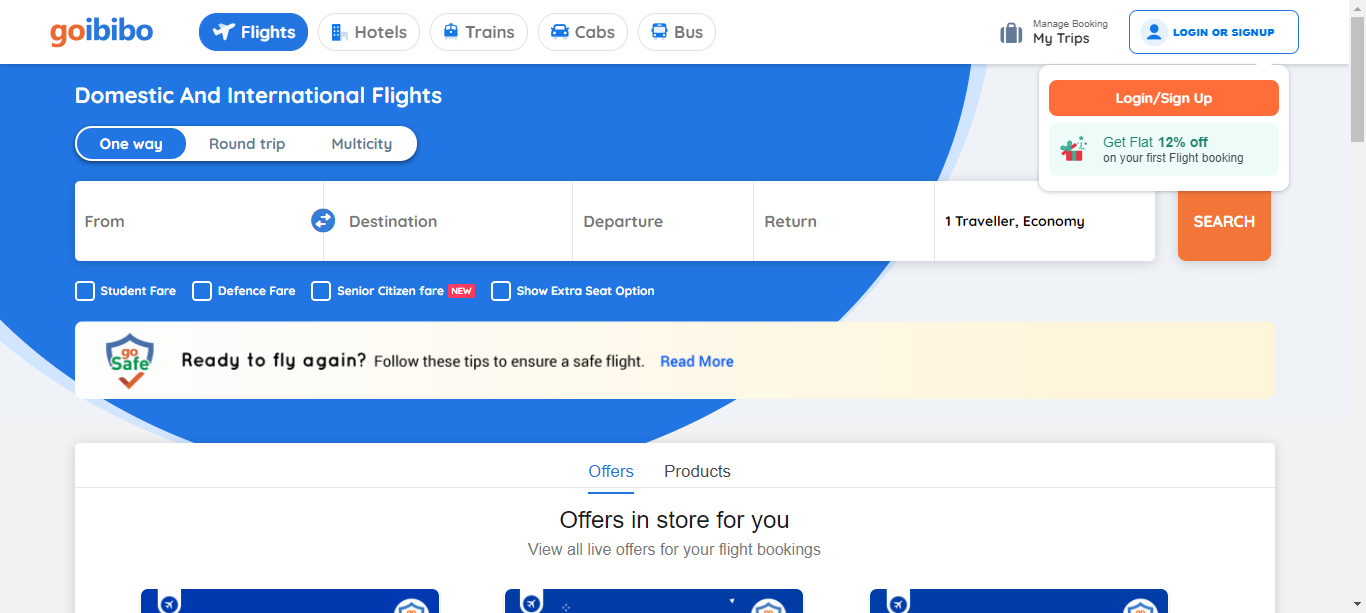 goibibo
Flights
Hotels
Trains
Cabs
Bus
Manage Booking
My Trips
LOGIN OR SIGNUP
Login/Sign Up
Get Flat 12% off
on your first Flight booking
Domestic And International Flights
One way
Round trip
Multicity
From
Destination
Departure
Return
1 Traveller, Economy
SEARCH
Student Fare
Defence Fare
Senior Citizen fare NEW
Show Extra Seat Option
go
Safe
Ready to fly again? Follow these tips to ensure a safe flight. Read More
Offers
Products
Offers in store for you
View all live offers for your flight bookings